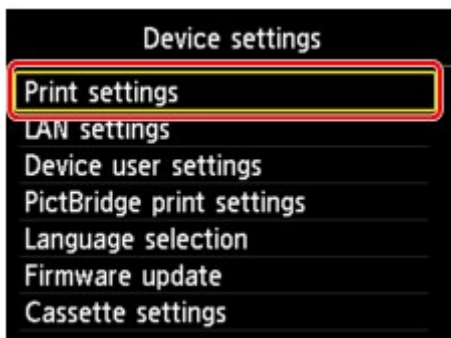 Device settings
Print settings
LAN settings
Device user settings
PictBridge print settings
Language selection
Firmware update
Cassette settings